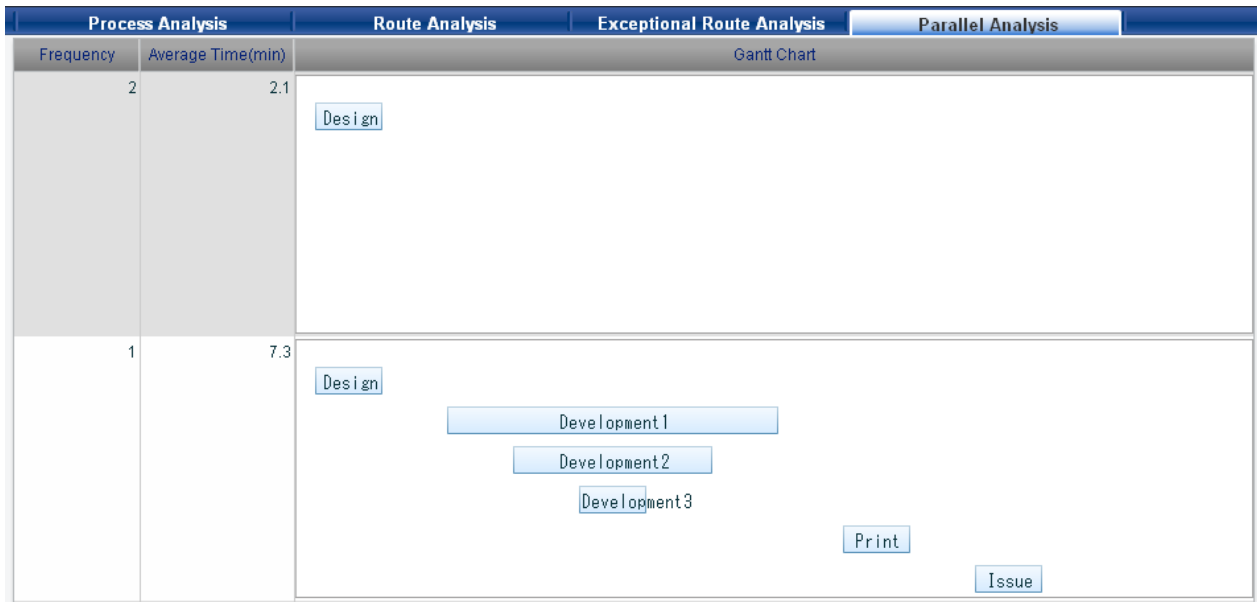 Process Analysis Route Analysis Exceptional Route Analysis Parallel Analysis
Frequency Average Time(min) Gantt Chart
2 2.1
Design
1 7.3
Design
Development1
Development2
Development3
Print
Issue